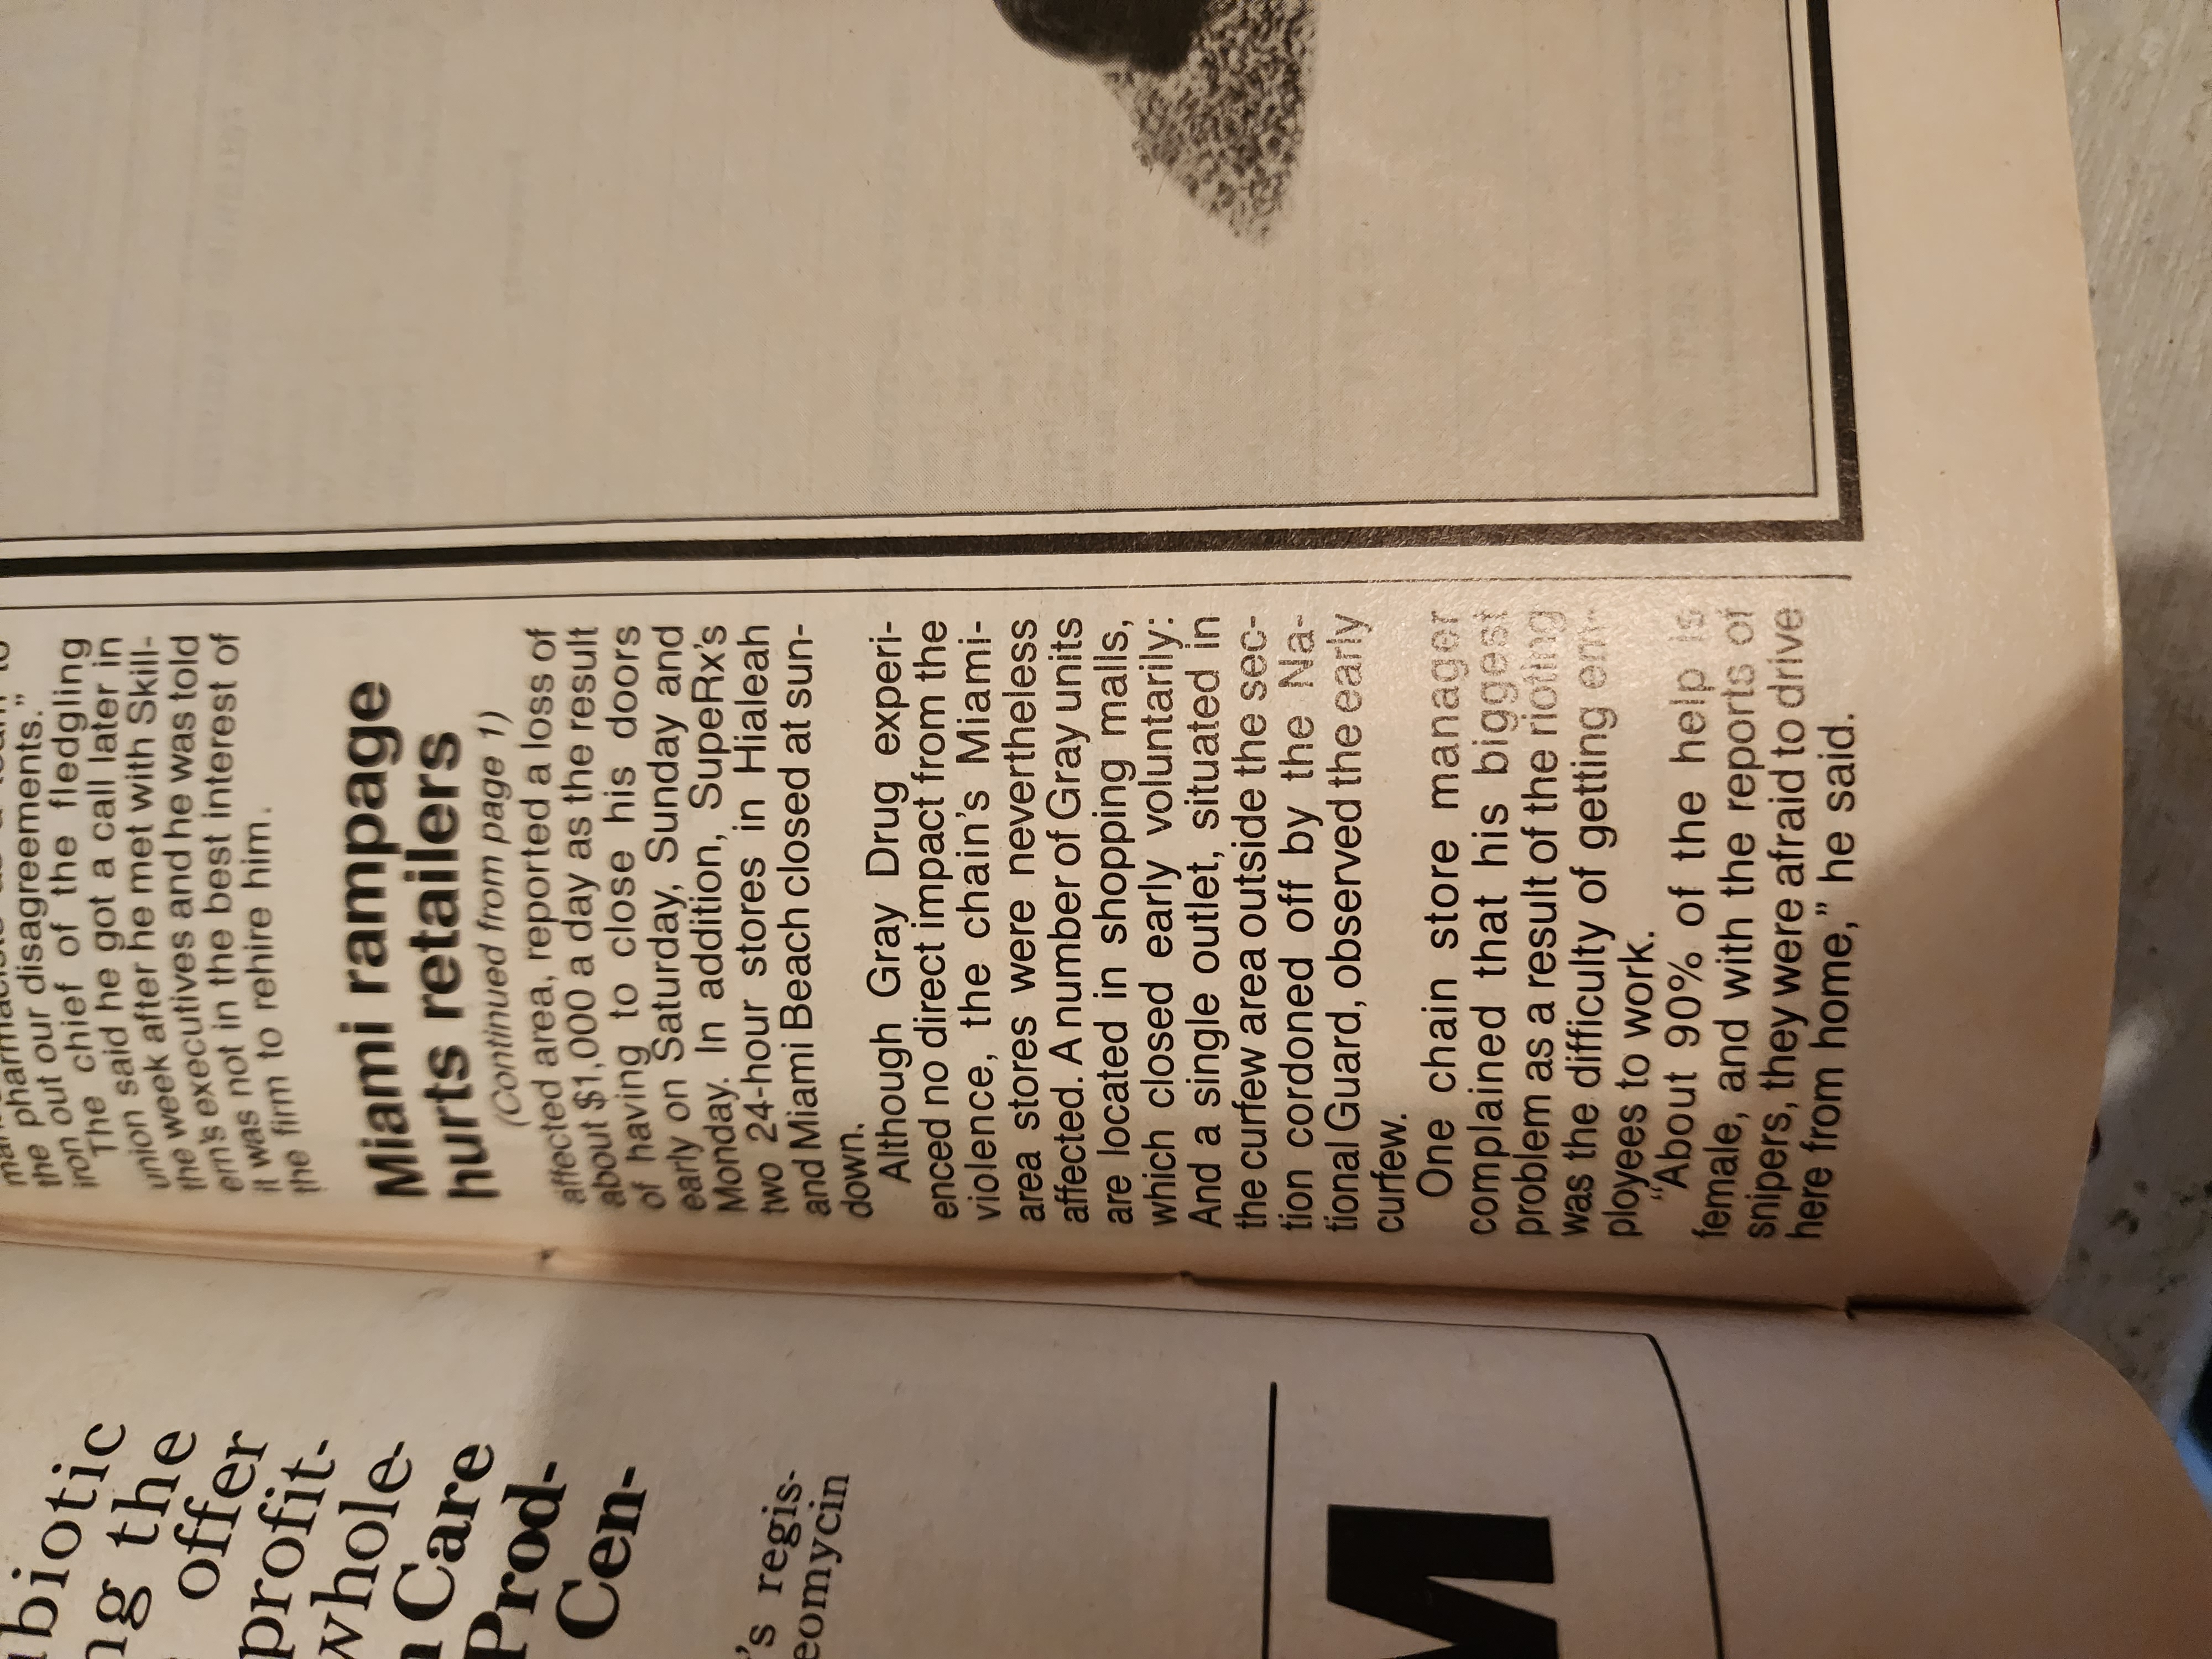 the pharmacists
the out our disagreements."
iron out chief of the fledgling
The said he got a call later in
union after he met with Skill-
the week executives and he was told
ern's not in the best interest of
it was to rehire him.
the firm
Miami rampage
hurts retailers
(Continued from page 1)
affected area, reported a loss of
about $1,000 a day as the result
of having to close his doors
early on Saturday, Sunday and
Monday. In addition, SupeRx's
two 24-hour stores in Hialeah
and Miami Beach closed at sun-
down.
Although Gray Drug experi-
enced no direct impact from the
violence, the chain's Miami-
area stores were nevertheless
affected. A number of Gray units
are located in shopping malls,
which closed early voluntarily:
And a single outlet, situated in
the curfew area outside the sec-
tion cordoned off by the Na-
tional Guard, observed the early
curfew.
One chain store manager
complained that his biggest
problem as a result of the rioting
was the difficulty of getting em-
ployees to work.
"About 90% of the help is
female, and with the reports of
snipers, they were afraid to drive
here from home," he said.
biotic
ng the
offer
profit-
whole-
Care
Prod-
Cen-
's regis-
eomycin
M